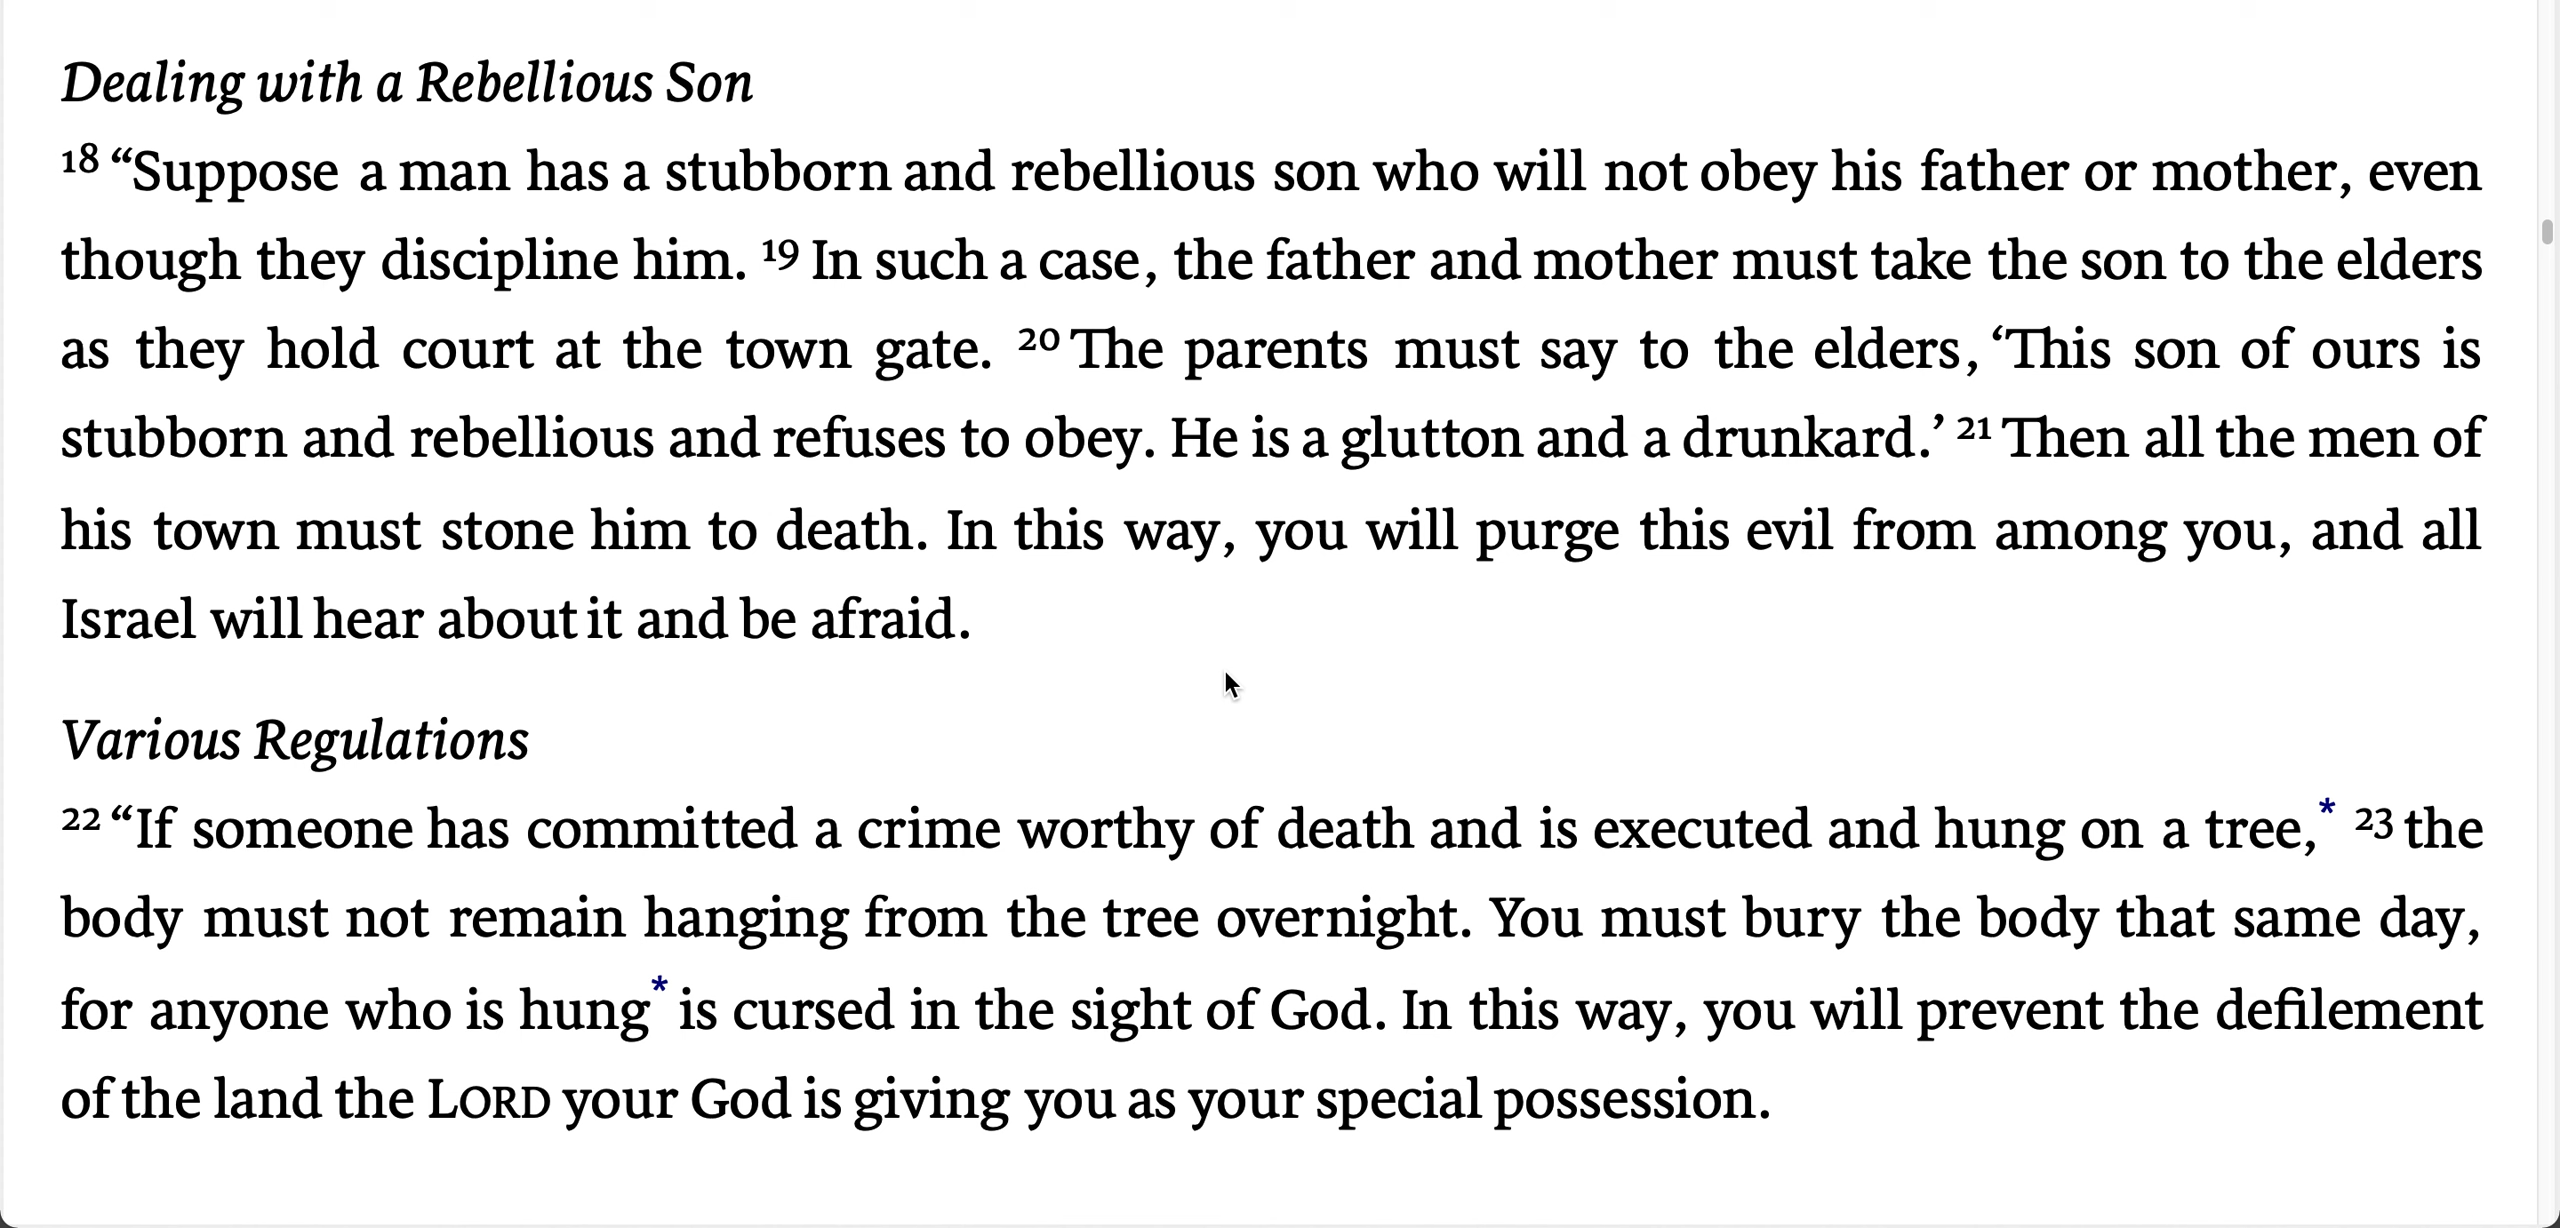 Dealing with a Rebellious Son
18 “Suppose a man has a stubborn and rebellious son who will not obey his father or mother, even
though they discipline him. 19 In such a case, the father and mother must take the son to the elders
as they hold court at the town gate. 20 The parents must say to the elders, ‘This son of ours is
stubborn and rebellious and refuses to obey. He is a glutton and a drunkard.’ 21 Then all the men of
his town must stone him to death. In this way, you will purge this evil from among you, and all
Israel will hear about it and be afraid.
Various Regulations
22 “If someone has committed a crime worthy of death and is executed and hung on a tree,* 23 the
body must not remain hanging from the tree overnight. You must bury the body that same day,
for anyone who is hung* is cursed in the sight of God. In this way, you will prevent the defilement
of the land the LORD your God is giving you as your special possession.